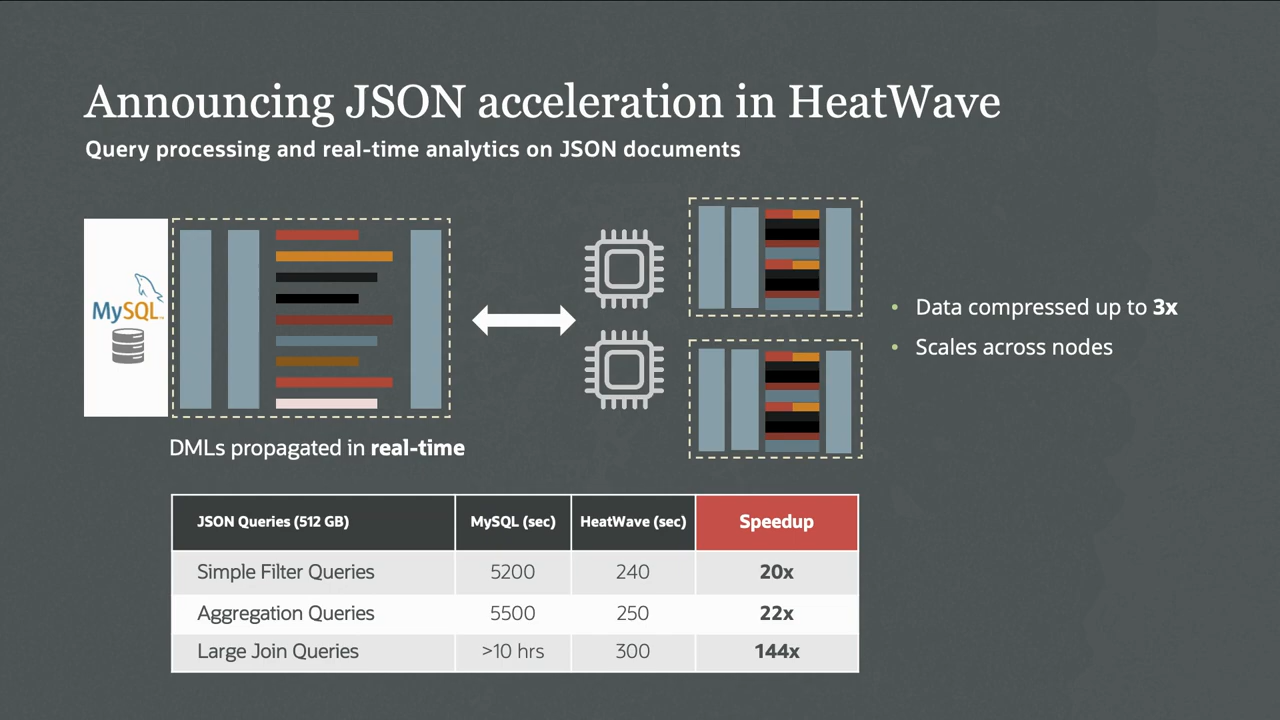 Announcing JSON acceleration in HeatWave
Query processing and real-time analytics on JSON documents
MySQL
DMLs propagated in real-time
• Data compressed up to 3x
• Scales across nodes
JSON Queries (512 GB) MySQL (sec) HeatWave (sec) Speedup
Simple Filter Queries 5200 240 20x
Aggregation Queries 5500 250 22x
Large Join Queries >10 hrs 300 144x